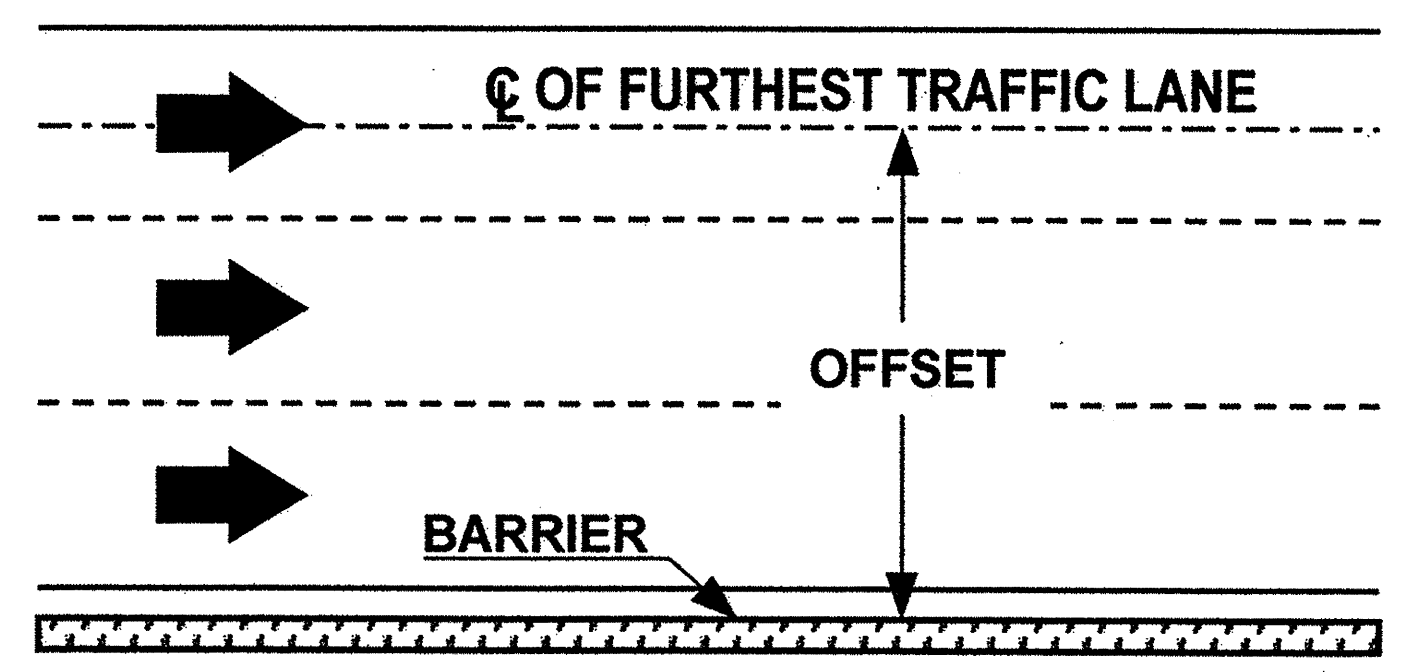 ℄ OF FURTHEST TRAFFIC LANE
OFFSET
BARRIER